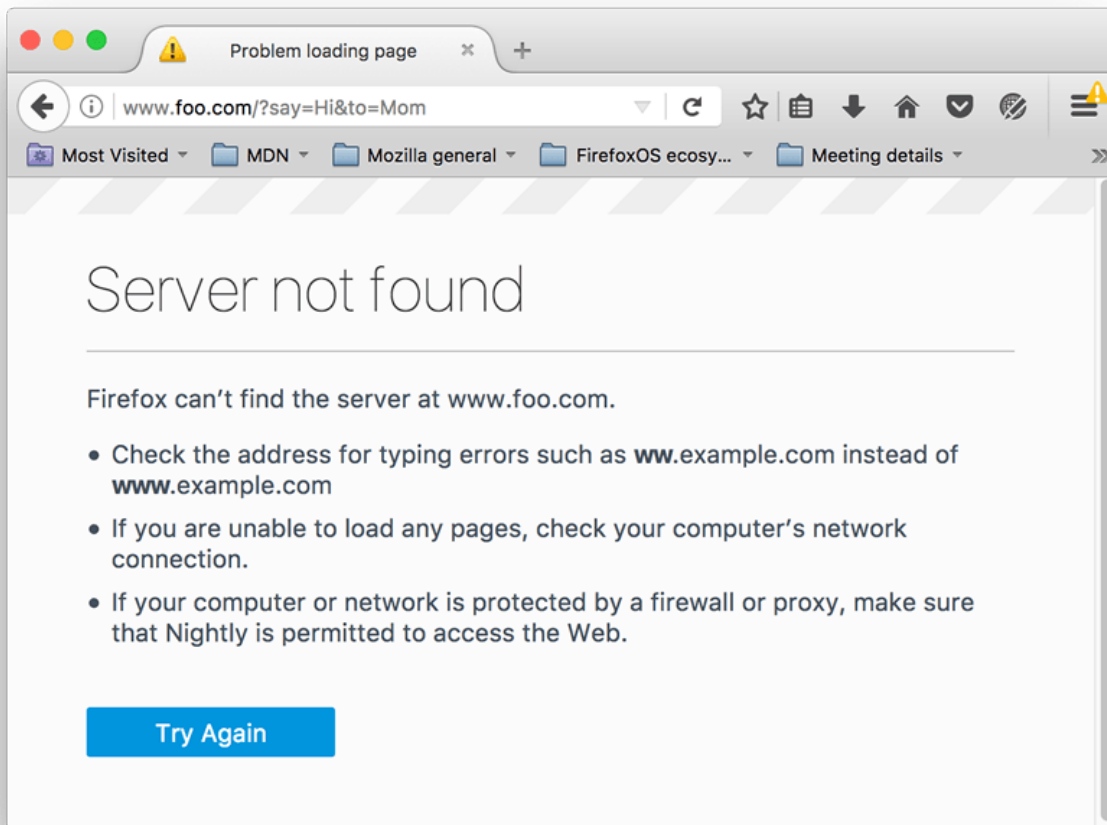 Problem loading page
www.foo.com/?say=Hi&to=Mom
Most Visited MDN Mozilla general FirefoxOS ecosy... Meeting details
Server not found
Firefox can’t find the server at www.foo.com.
• Check the address for typing errors such as ww.example.com instead of
www.example.com
• If you are unable to load any pages, check your computer’s network
connection.
• If your computer or network is protected by a firewall or proxy, make sure
that Nightly is permitted to access the Web.
Try Again